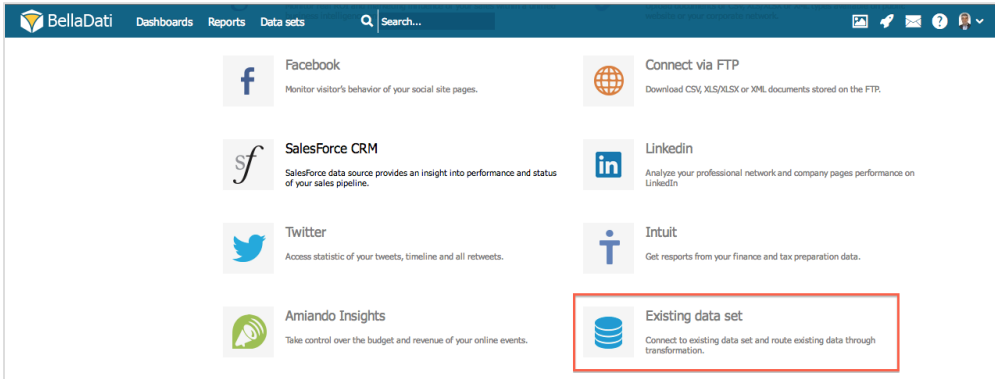 BellaDati Dashboards Reports Data sets Search...
Facebook
Monitor visitor's behavior of your social site pages.
Connect via FTP
Download CSV, XLS/XLSX or XML documents stored on the FTP.
SalesForce CRM
SalesForce data source provides an insight into performance and status
of your sales pipeline.
Linkedin
Analyze your professional network and company pages performance on
LinkedIn
Twitter
Access statistic of your tweets, timeline and all retweets.
Intuit
Get resports from your finance and tax preparation data.
Amiando Insights
Take control over the budget and revenue of your online events.
Existing data set
Connect to existing data set and route existing data through
transformation.